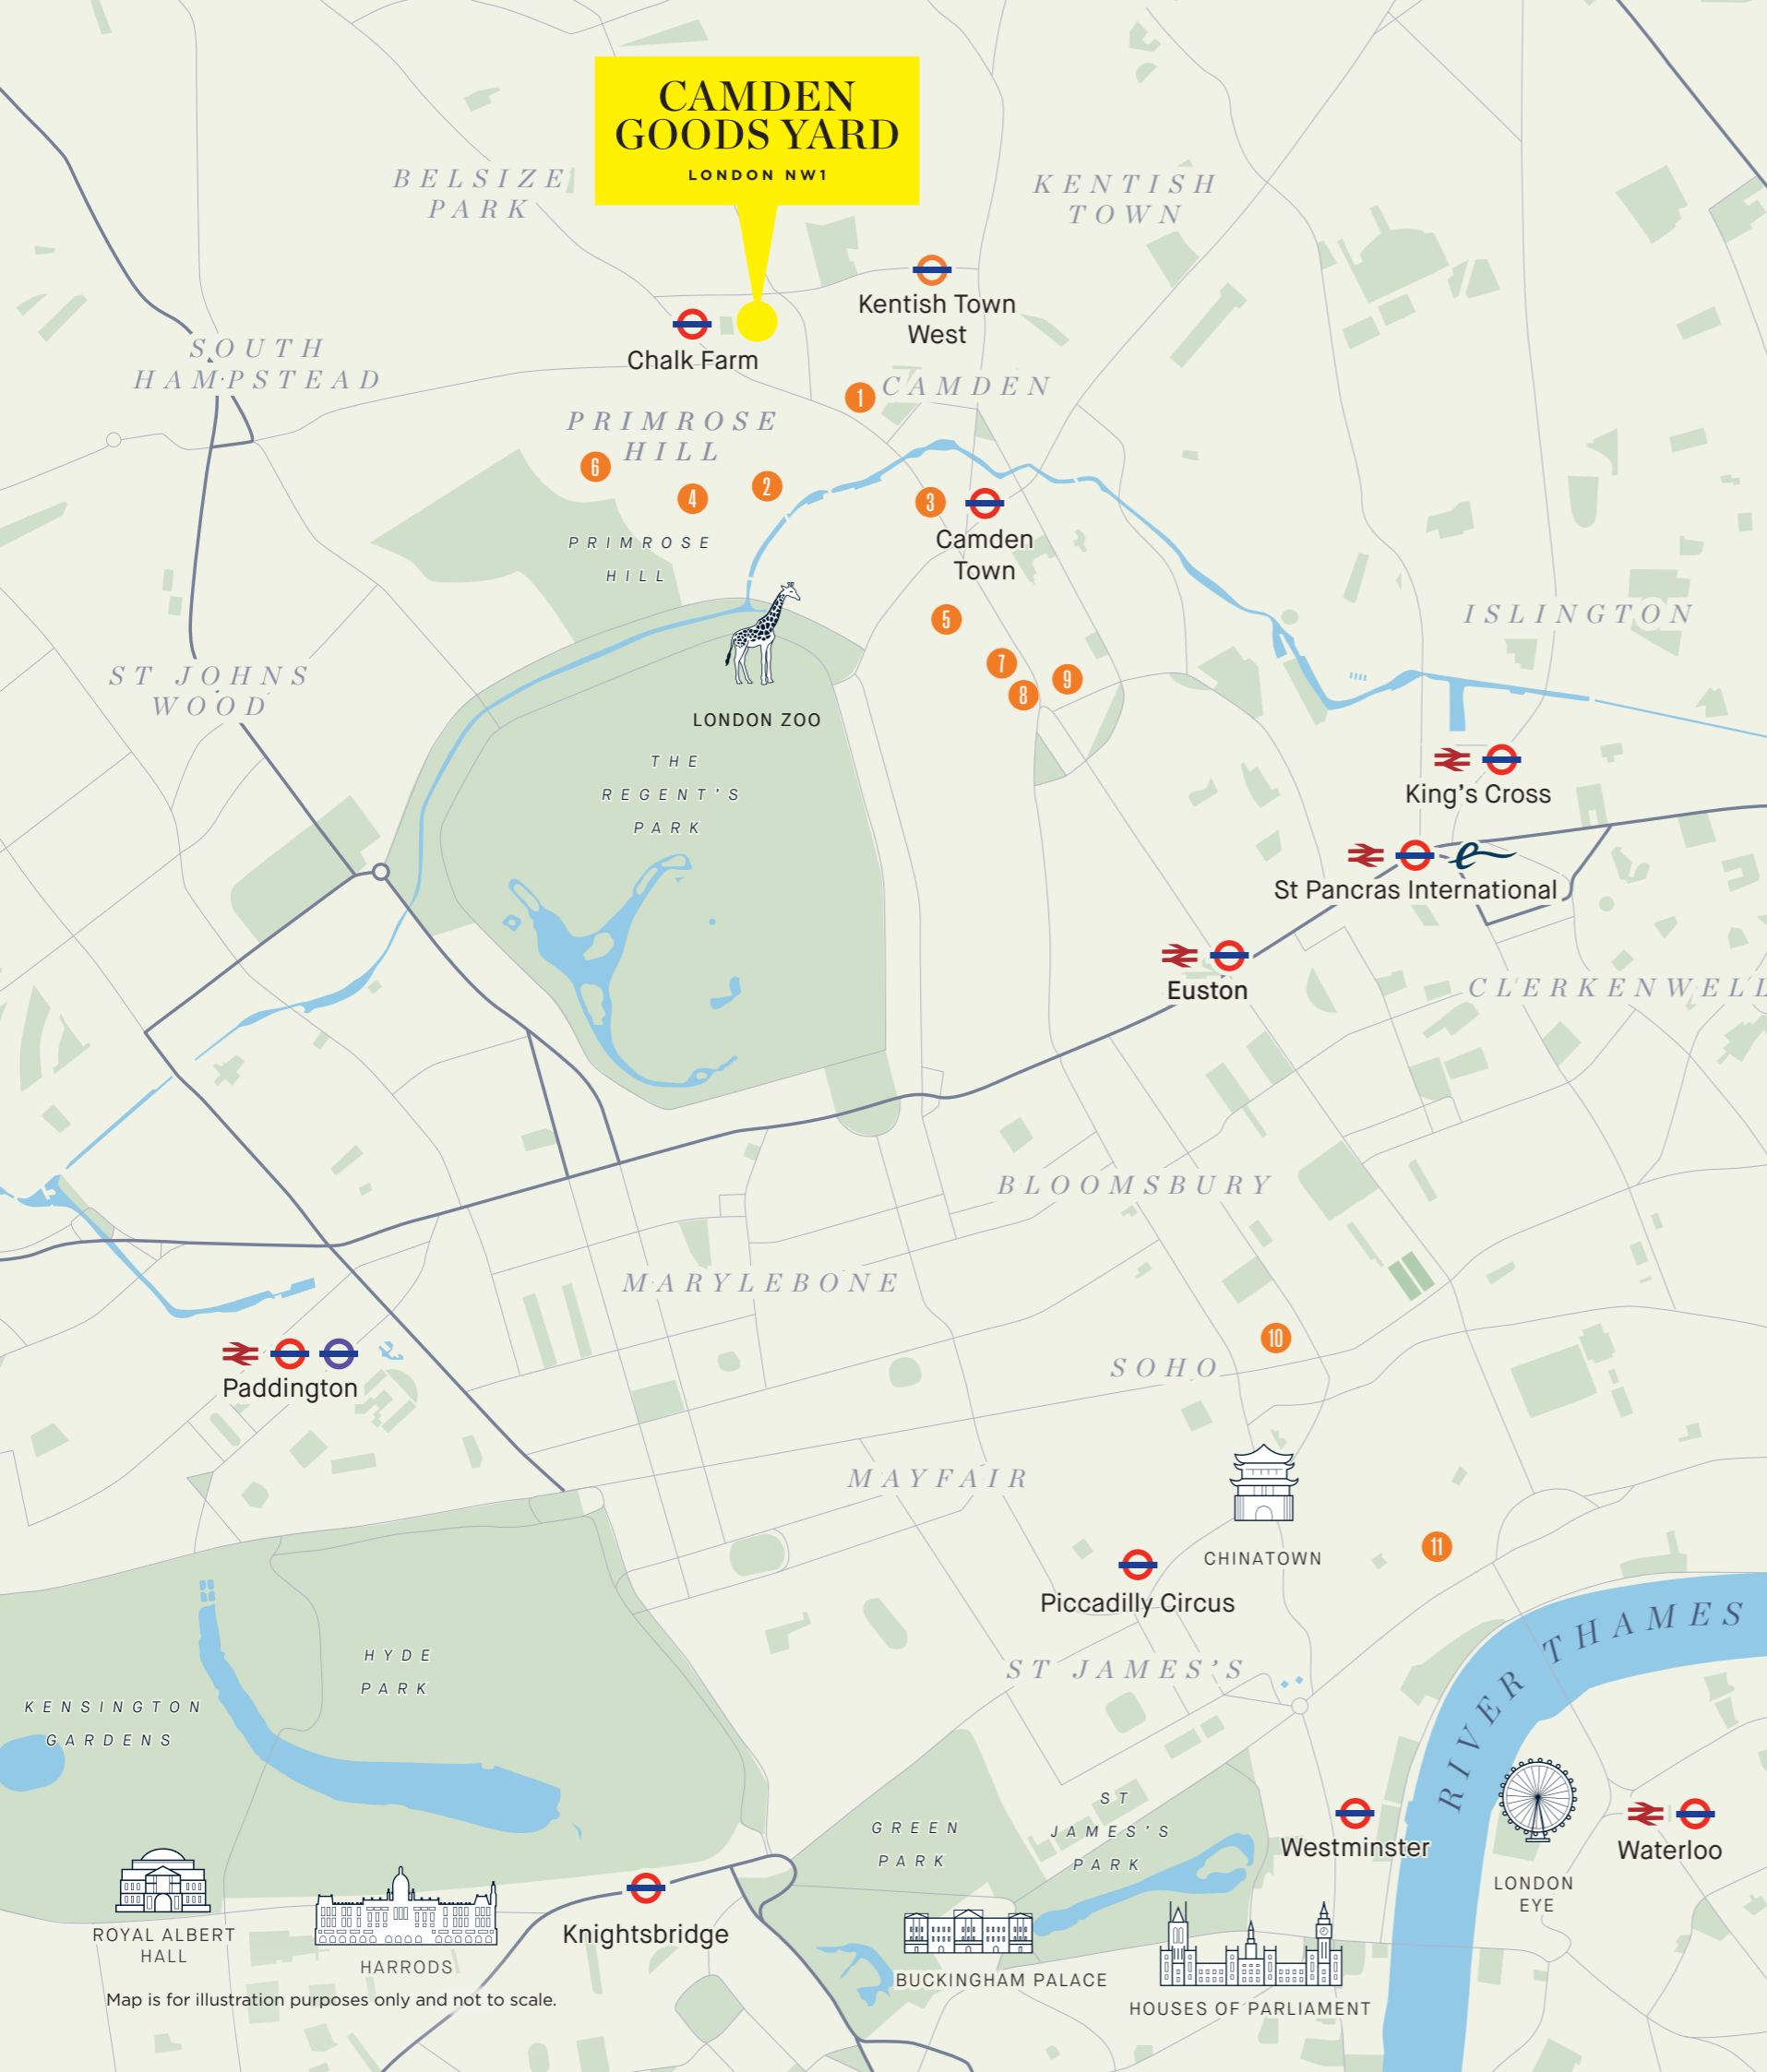 CAMDEN
GOODS YARD
LONDON NW1
BELSIZE
PARK
KENTISH
TOWN
Kentish Town
West
Chalk Farm
SOUTH
HAMPSTEAD
1
CAMDEN
PRIMROSE
HILL
6
4
2
3
Camden
Town
PRIMROSE
HILL
5
ISLINGTON
7
8
9
ST JOHNS
WOOD
LONDON ZOO
THE
REGENT'S
PARK
King's Cross
e
St Pancras International
Euston
CLERKENWELL
BLOOMSBURY
MARYLEBONE
10
SOHO
Paddington
MAYFAIR
CHINATOWN
11
Piccadilly Circus
RIVER THAMES
HYDE
PARK
ST JAMES'S
KENSINGTON
GARDENS
GREEN
PARK
ST
JAMES'S
PARK
Westminster
Waterloo
LONDON
EYE
ROYAL ALBERT
HALL
HARRODS
Knightsbridge
BUCKINGHAM PALACE
HOUSES OF PARLIAMENT
Map is for illustration purposes only and not to scale.